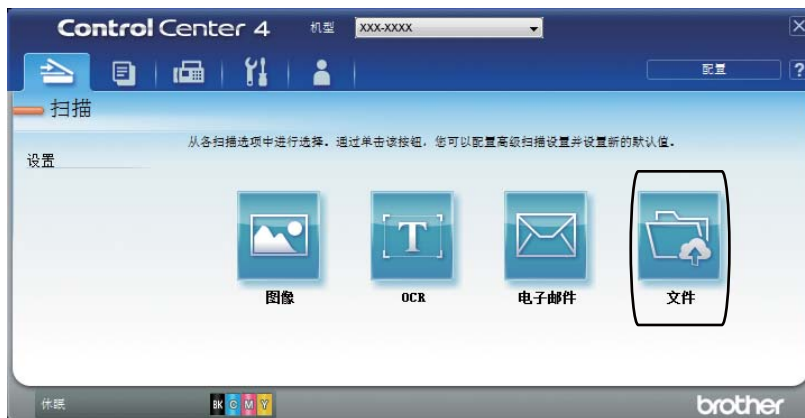 Control Center 4 机型 XXX-XXXX X
配置 ?
扫描
从各扫描选项中进行选择。通过单击该按钮，您可以配置高级扫描设置并设置新的默认值。
设置
T
图像 OCR 电子邮件 文件
休眠 BK C M Y brother